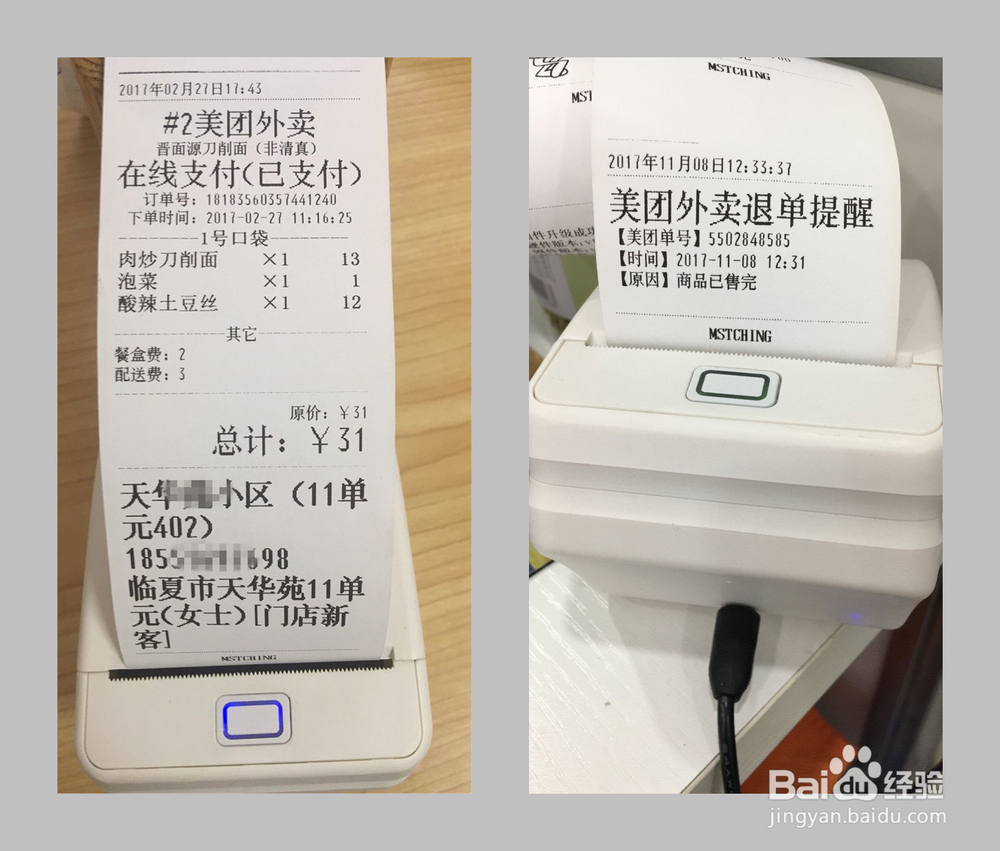 2017年02月27日17:43
#2美团外卖
晋面源刀削面（非清真）
在线支付(已支付)
订单号：18183560357441240
下单时间：2017-02-27 11:16:25
1号口袋
肉炒刀削面 ×1 13
泡菜 ×1 1
酸辣土豆丝 ×1 12
其它
餐盒费：2
配送费：3
原价：￥31
总计：￥31
天华 小区（11单
元402）
185 698
临夏市天华苑11单
元(女士)[门店新
客]
MSTCHING
MSTCHING
MST
2017年11月08日12:33:37
美团外卖退单提醒
【美团单号】5502848585
【时间】2017-11-08 12:31
【原因】商品已售完
MSTCHING
件升级成
Baidu经验
jingyan.baidu.com